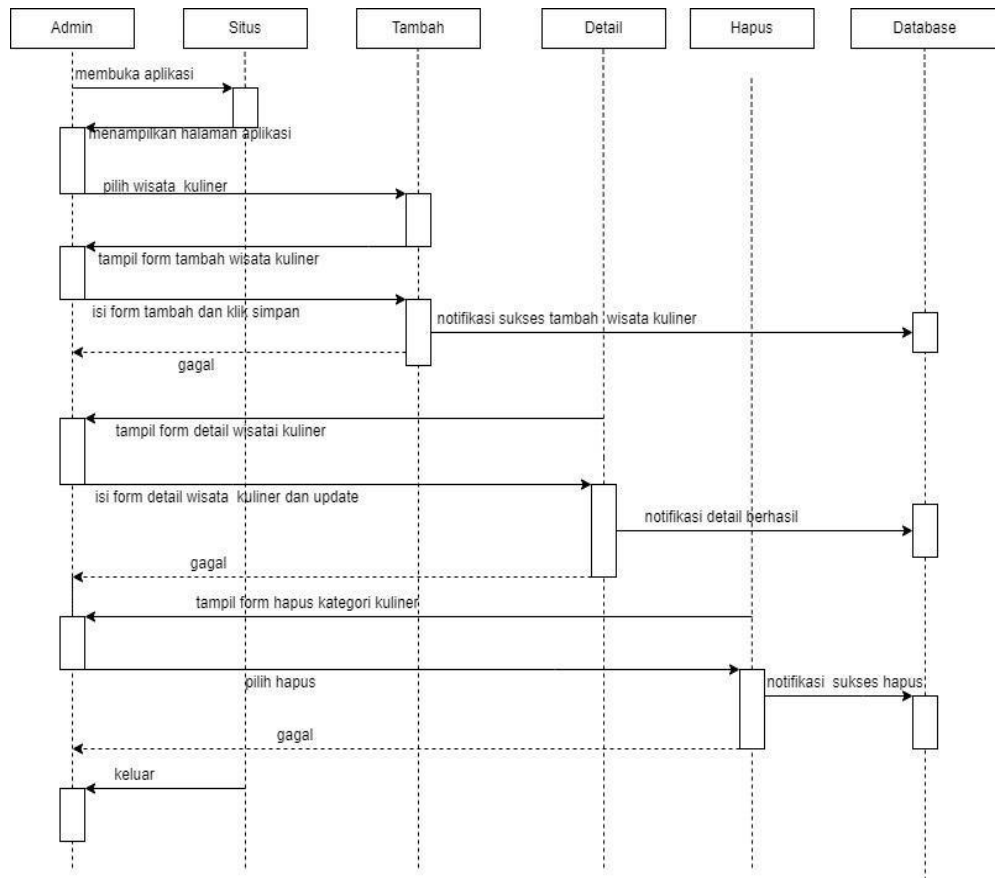 Admin
Situs
Tambah
Detail
Hapus
Database
membuka aplikasi
menampilkan halaman aplikasi
pilih wisata kuliner
tampil form tambah wisata kuliner
isi form tambah dan klik simpan
notifikasi sukses tambah wisata kuliner
gagal
tampil form detail wisatai kuliner
isi form detail wisata kuliner dan update
notifikasi detail berhasil
gagal
tampil form hapus kategori kuliner
pilih hapus
notifikasi sukses hapus
gagal
keluar